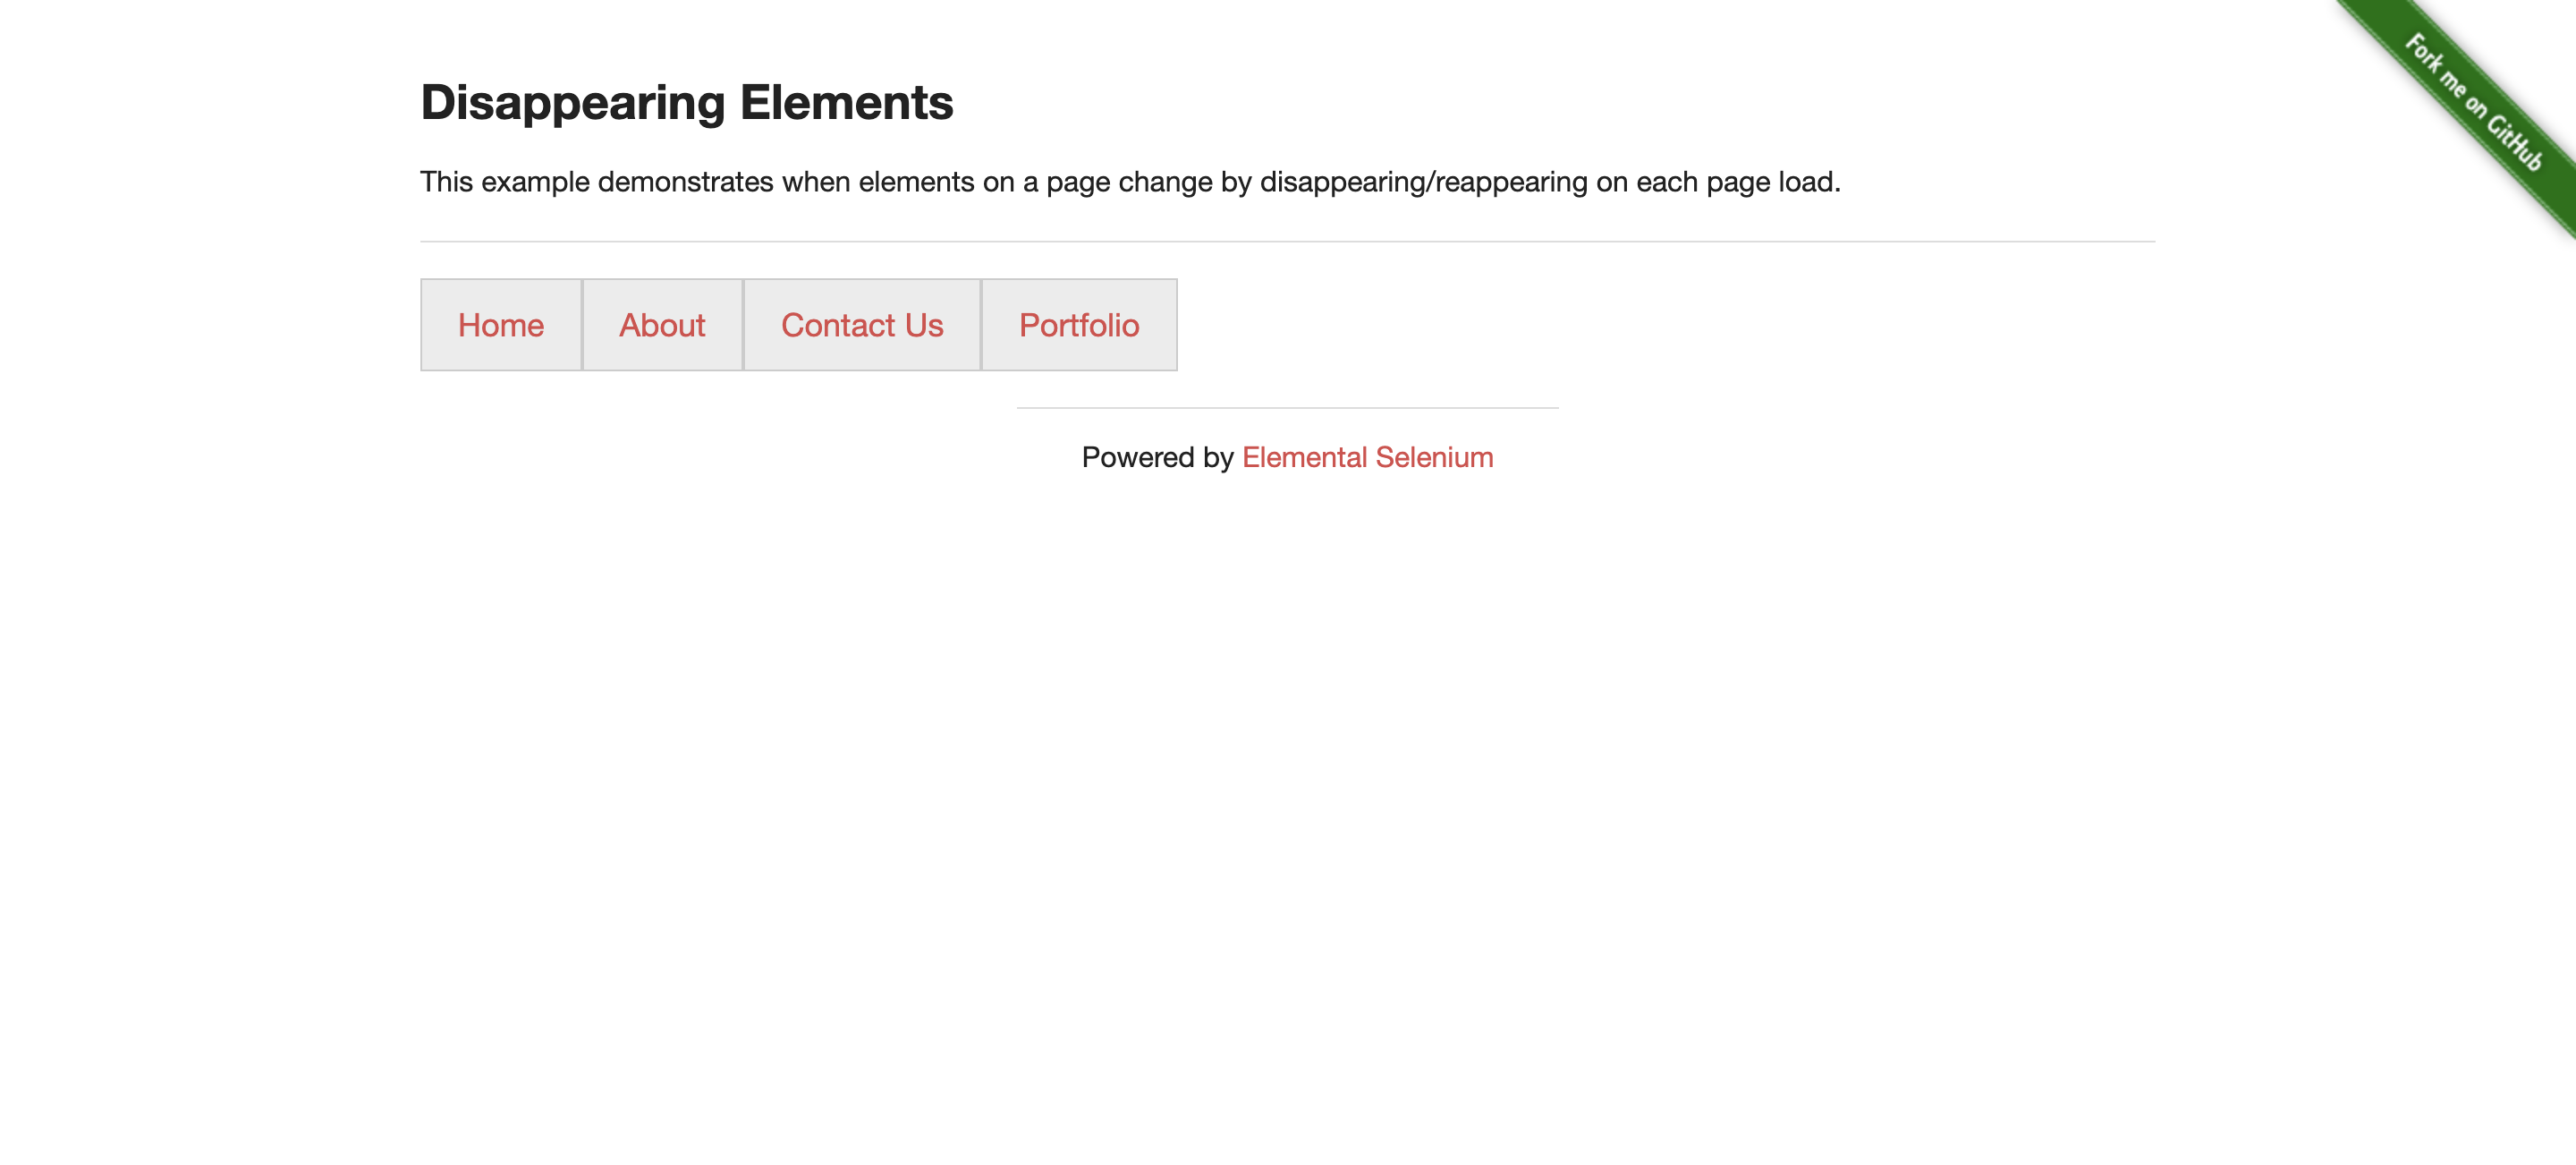 Fork me on GitHub
Disappearing Elements
This example demonstrates when elements on a page change by disappearing/reappearing on each page load.
Home About Contact Us Portfolio
Powered by Elemental Selenium